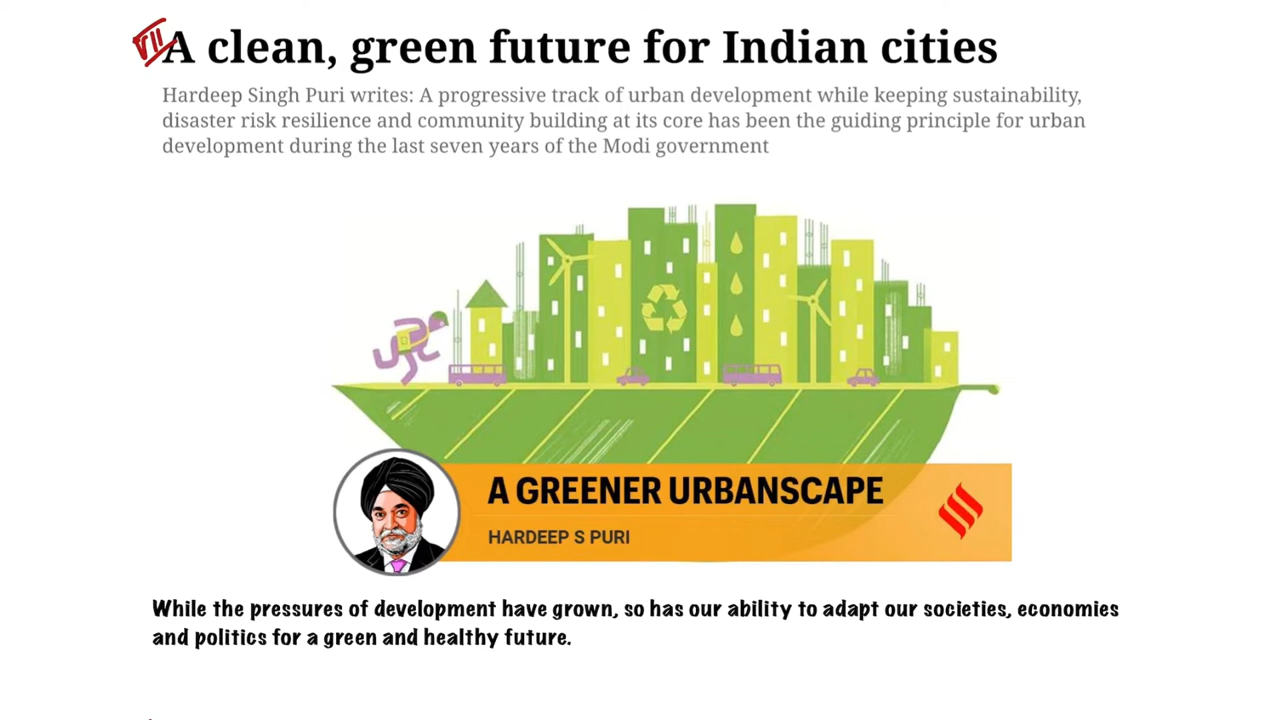 VII
A clean, green future for Indian cities
Hardeep Singh Puri writes: A progressive track of urban development while keeping sustainability,
disaster risk resilience and community building at its core has been the guiding principle for urban
development during the last seven years of the Modi government
A GREENER URBANSCAPE
HARDEEP S PURI
While the pressures of development have grown, so has our ability to adapt our societies, economies
and politics for a green and healthy future.